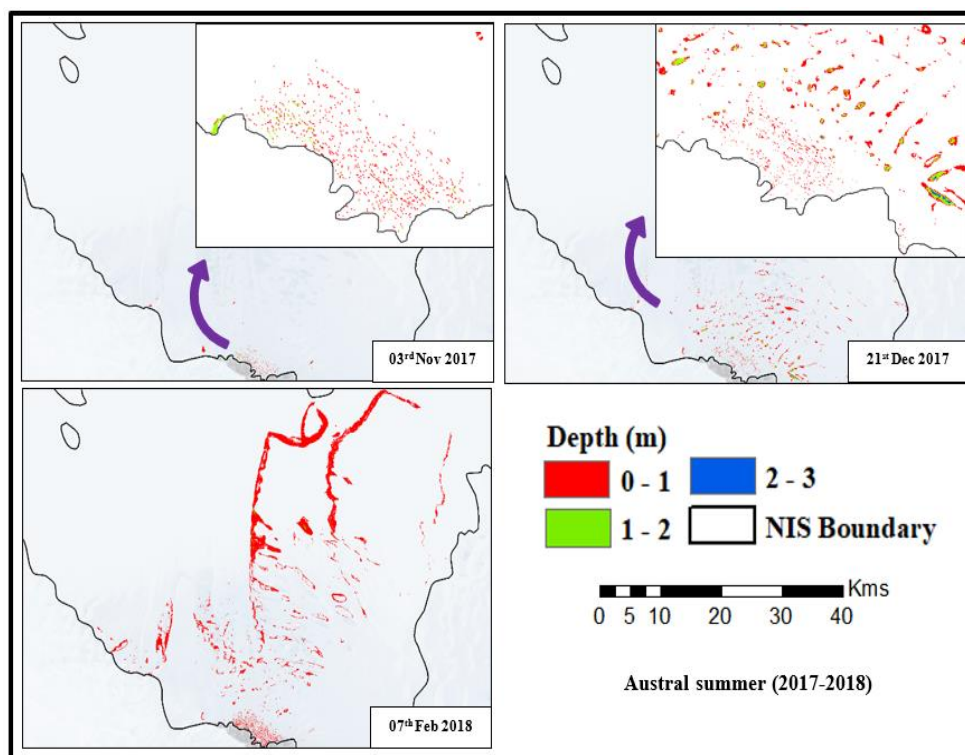 03rd Nov 2017
21st Dec 2017
07th Feb 2018
Depth (m)
0 - 1
2 - 3
1 - 2
NIS Boundary
Kms
0 5 10 20 30 40
Austral summer (2017-2018)